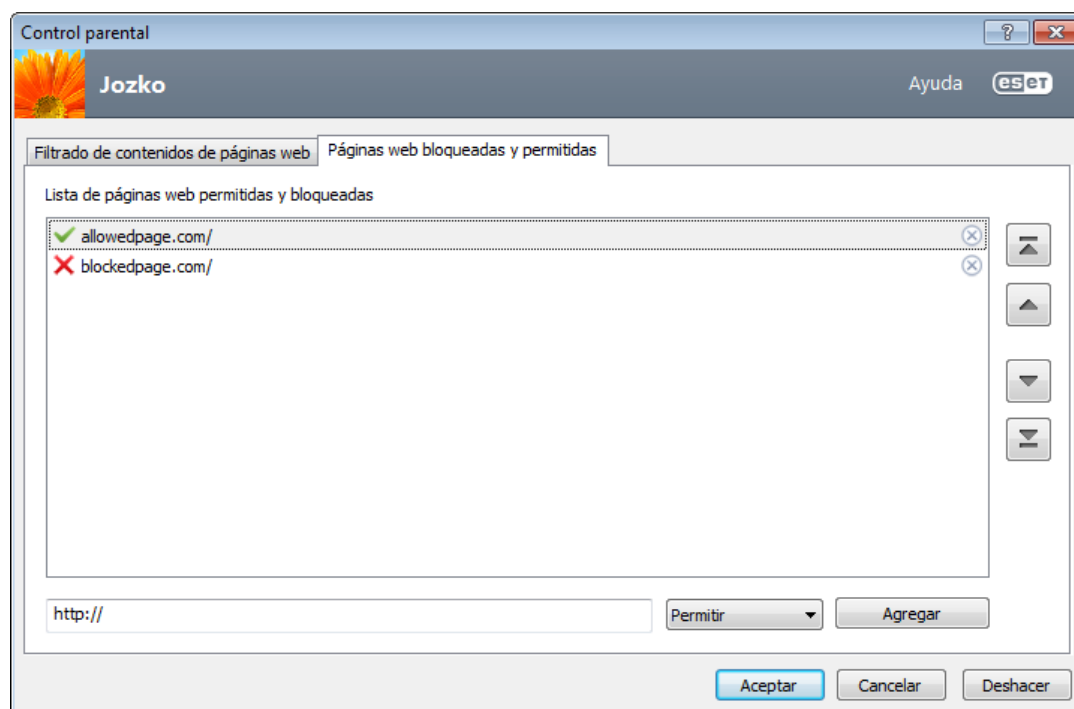 Control parental
Jozko
Ayuda
eset
Filtrado de contenidos de páginas web
Páginas web bloqueadas y permitidas
Lista de páginas web permitidas y bloqueadas
allowedpage.com/
blockedpage.com/
http://
Permitir
Agregar
Aceptar
Cancelar
Deshacer